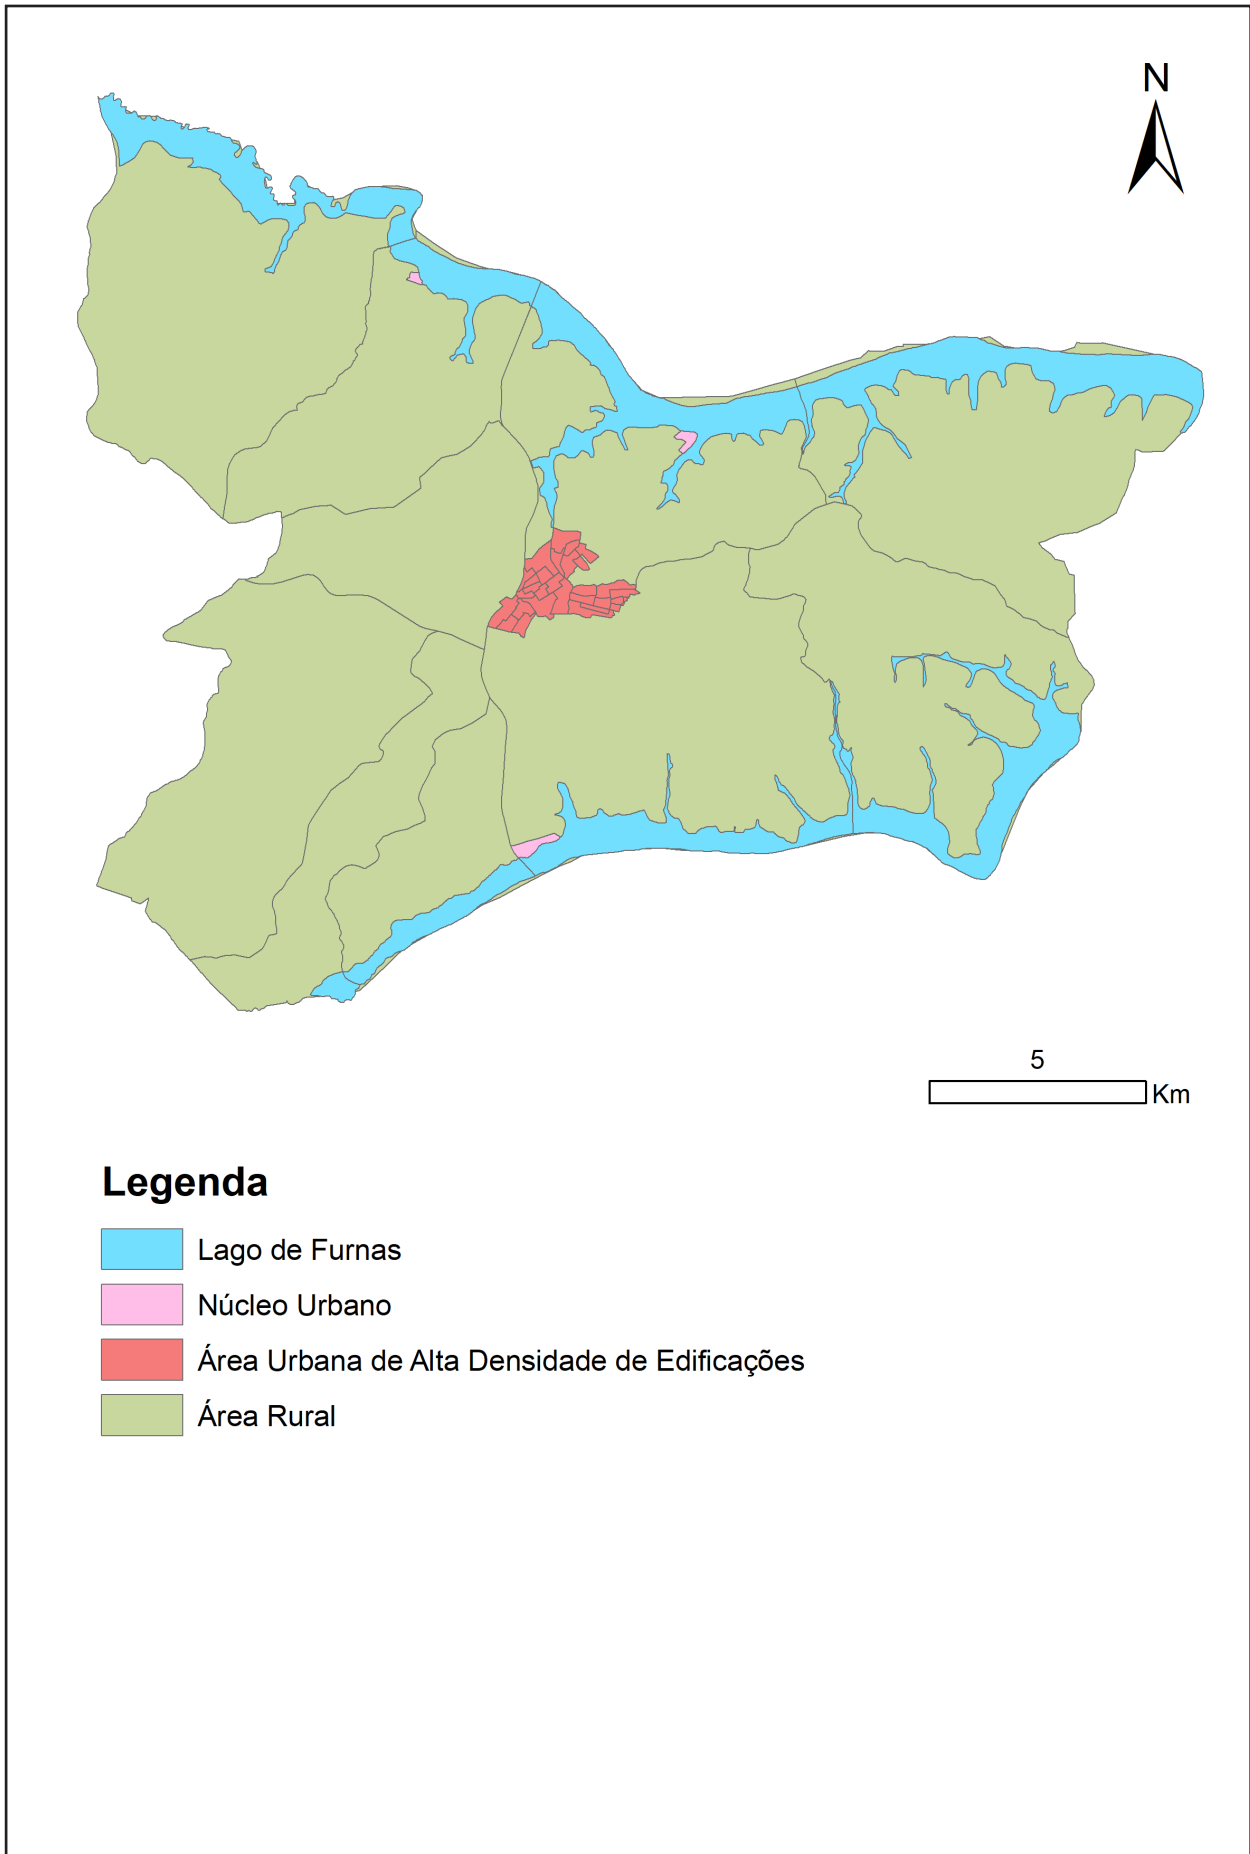 N
5
Km
Legenda
Lago de Furnas
Núcleo Urbano
Área Urbana de Alta Densidade de Edificações
Área Rural